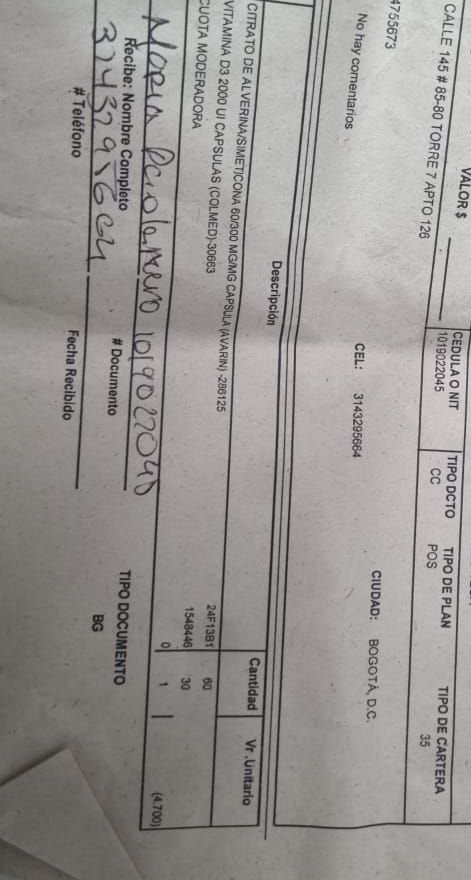 VALOR $
CALLE 145 # 85-80 TORRE 7 APTO 126
CEDULA O NIT TIPO DCTO TIPO DE PLAN TIPO DE CARTERA
1019022045 CC POS 35
4755673
No hay comentarios CEL: 3143295664 CIUDAD: BOGOTÁ, D.C.
Descripción Cantidad Vr .Unitario
CITRATO DE ALVERINA/SIMETICONA 60/300 MG/MG CAPSULA (AVARIN) -286125 24F13B1 60
VITAMINA D3 2000 UI CAPSULAS (COLMED)-30663 1548446 30
CUOTA MODERADORA 0 1 (4.700)
Maria 1019022045
Recibe: Nombre Completo # Documento TIPO DOCUMENTO
BG
# Teléfono Fecha Recibido